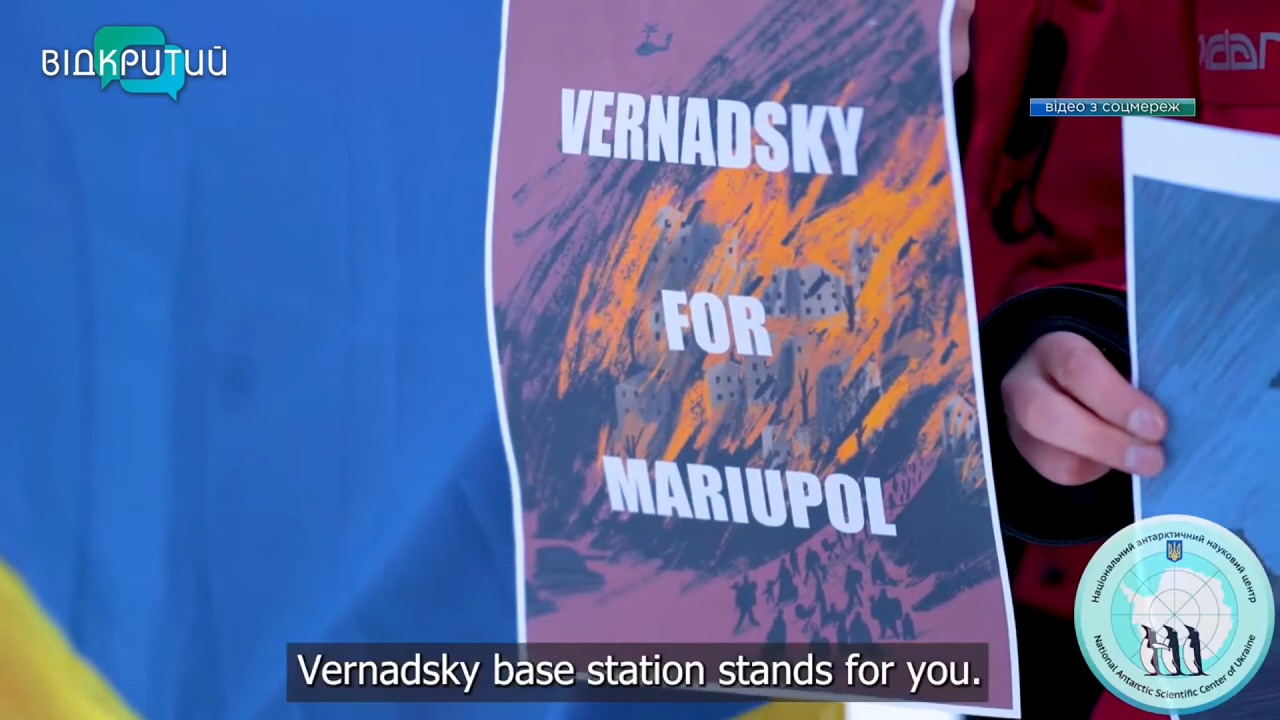 ВІДКРИТИЙ
відео з соцмереж
VERNADSKY
FOR
MARIUPOL
Національний антарктичний науковий центр
National Antarctic Scientific Center of Ukraine
Vernadsky base station stands for you.